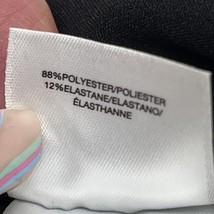 88%POLYESTER/POLIESTER
12%ELASTANE/ELASTANO/
ÉLASTHANNE